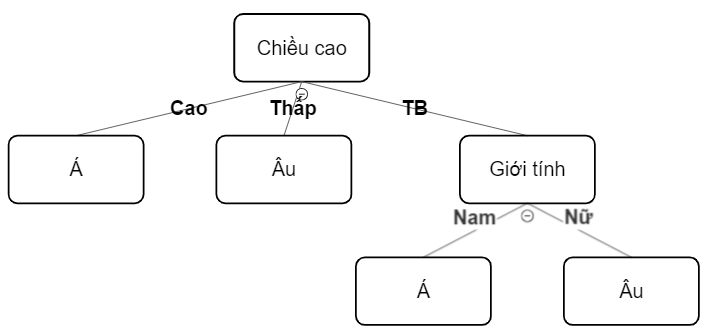 Chiều cao
Cao
Thấp
TB
Á
Âu
Giới tính
Nam
Nữ
Á
Âu